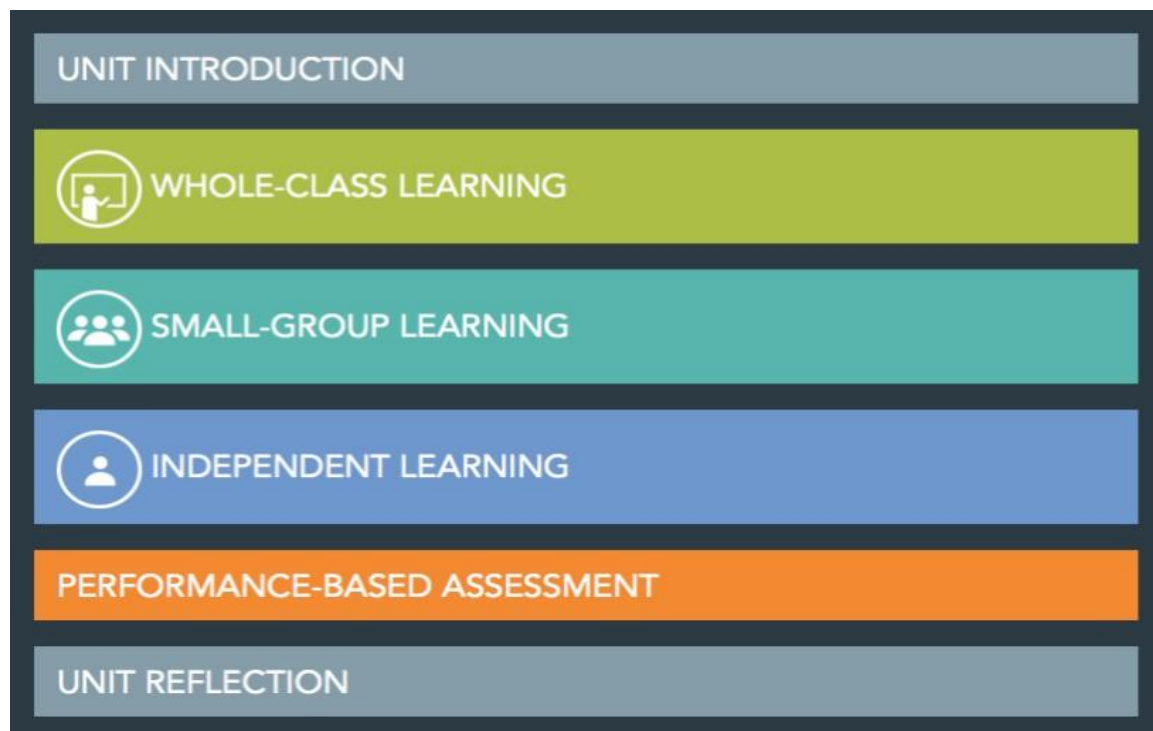 UNIT INTRODUCTION
WHOLE-CLASS LEARNING
SMALL-GROUP LEARNING
INDEPENDENT LEARNING
PERFORMANCE-BASED ASSESSMENT
UNIT REFLECTION